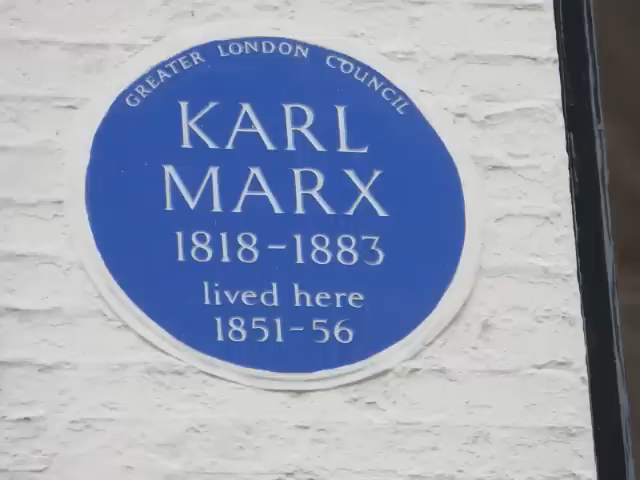 GREATER LONDON COUNCIL
KARL
MARX
1818-1883
lived here
1851-56